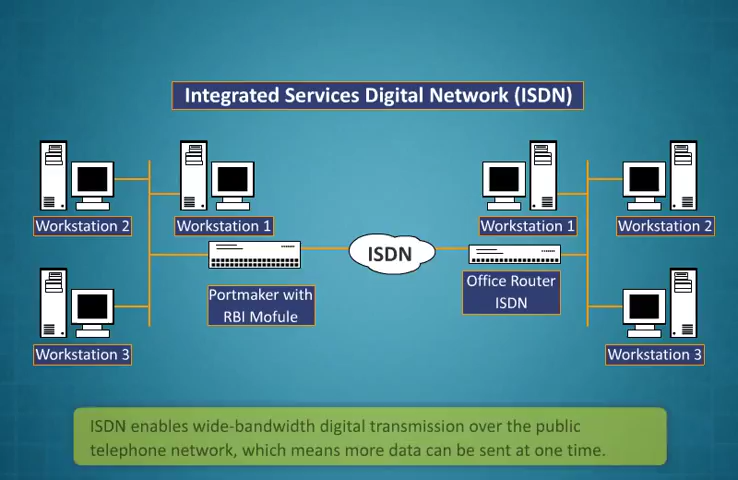 Integrated Services Digital Network (ISDN)
Workstation 2
Workstation 1
Workstation 1
Workstation 2
ISDN
Portmaker with
RBI Mofule
Office Router
ISDN
Workstation 3
Workstation 3
ISDN enables wide-bandwidth digital transmission over the public
telephone network, which means more data can be sent at one time.